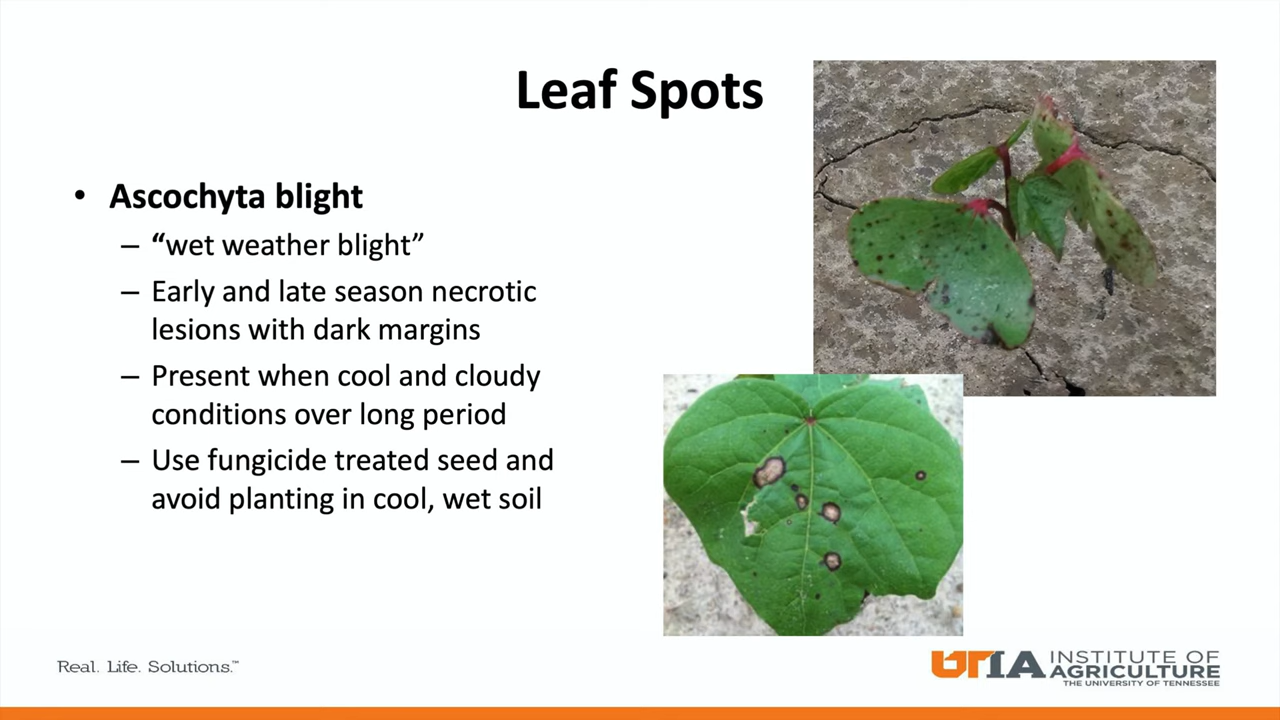 Leaf Spots
• Ascochyta blight
– “wet weather blight”
– Early and late season necrotic
lesions with dark margins
– Present when cool and cloudy
conditions over long period
– Use fungicide treated seed and
avoid planting in cool, wet soil
Real. Life. Solutions.™
UTIA INSTITUTE OF
AGRICULTURE
THE UNIVERSITY OF TENNESSEE